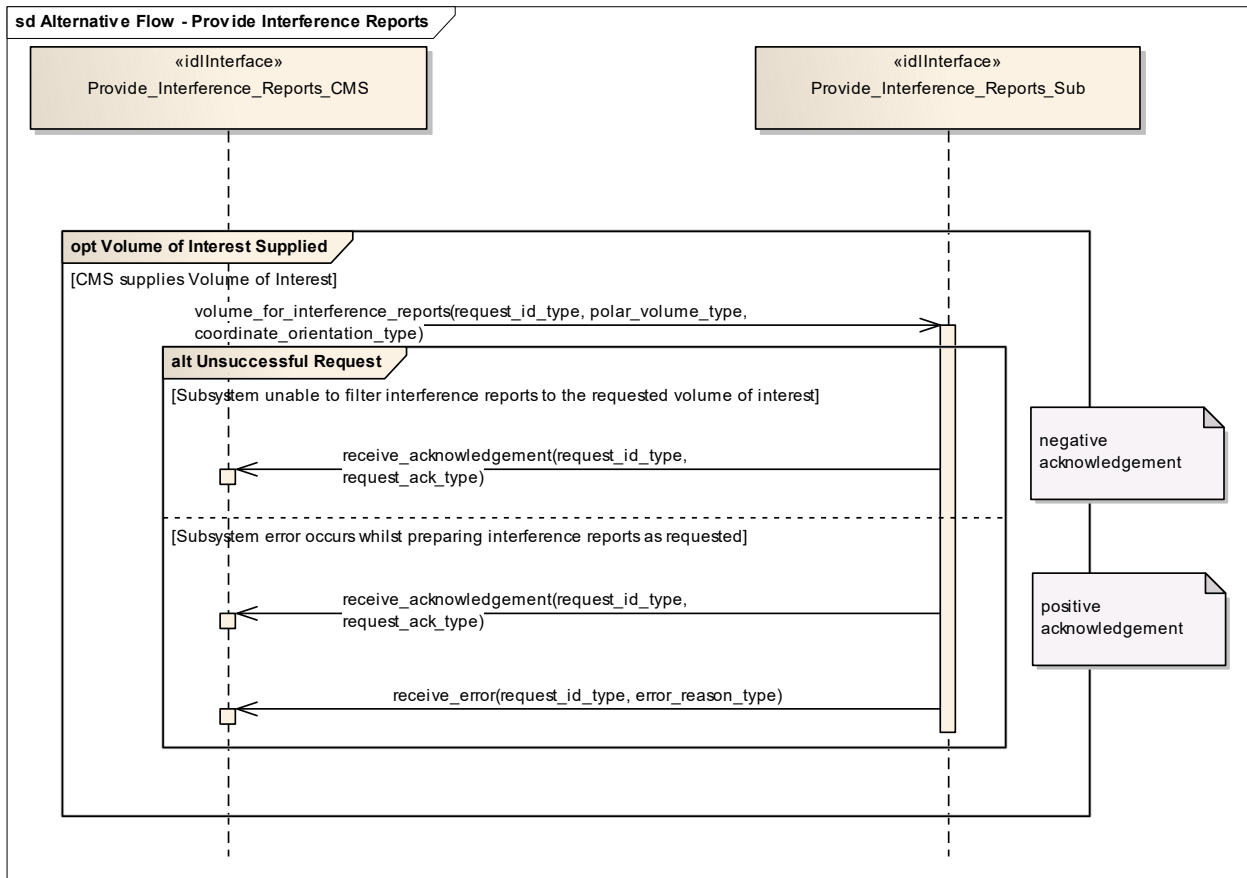 sd Alternative Flow - Provide Interference Reports
«idlInterface»
Provide_Interference_Reports_CMS
«idlInterface»
Provide_Interference_Reports_Sub
opt Volume of Interest Supplied
[CMS supplies Volume of Interest]
volume_for_interference_reports(request_id_type, polar_volume_type,
coordinate_orientation_type)
alt Unsuccessful Request
[Subsystem unable to filter interference reports to the requested volume of interest]
receive_acknowledgement(request_id_type,
request_ack_type)
negative
acknowledgement
[Subsystem error occurs whilst preparing interference reports as requested]
receive_acknowledgement(request_id_type,
request_ack_type)
positive
acknowledgement
receive_error(request_id_type, error_reason_type)